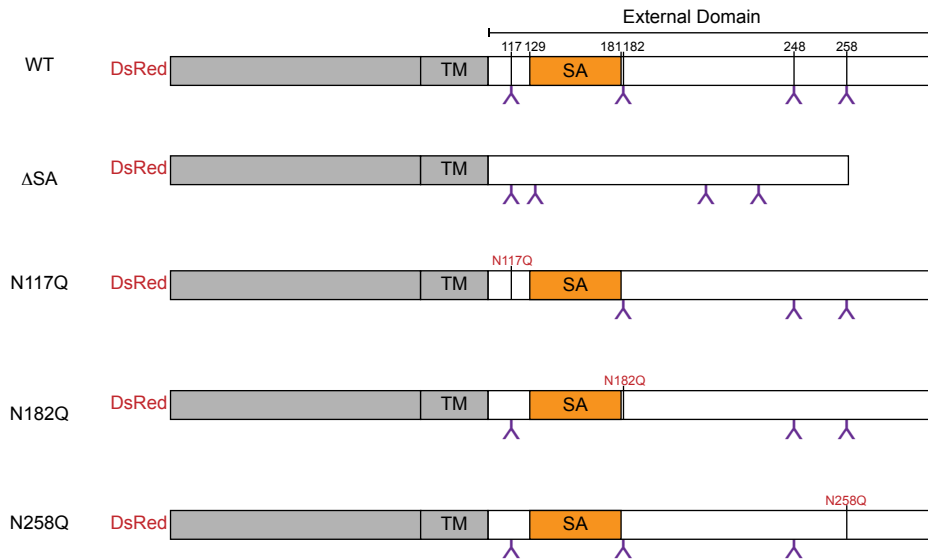 External Domain
117 129 181 182 248 258
WT DsRed TM SA
ΔSA DsRed TM
N117Q
N117Q DsRed TM SA
N182Q
N182Q DsRed TM SA
N258Q
N258Q DsRed TM SA